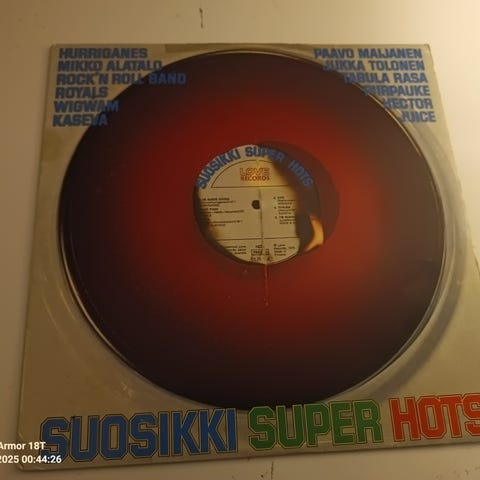 HURRIGANES
MIKKO ALATALO
ROCK'N ROLL BAND
ROYALS
WIGWAM
KASEVA
PAAVO MAIJANEN
JUKKA TOLONEN
TABULA RASA
PIIRPAUKE
HECTOR
JUICE
SUOSIKKI SUPER HOTS
LOVE
RECORDS
SUOSIKKI SUPER HOTS
Armor 18T
2025 00:44:26